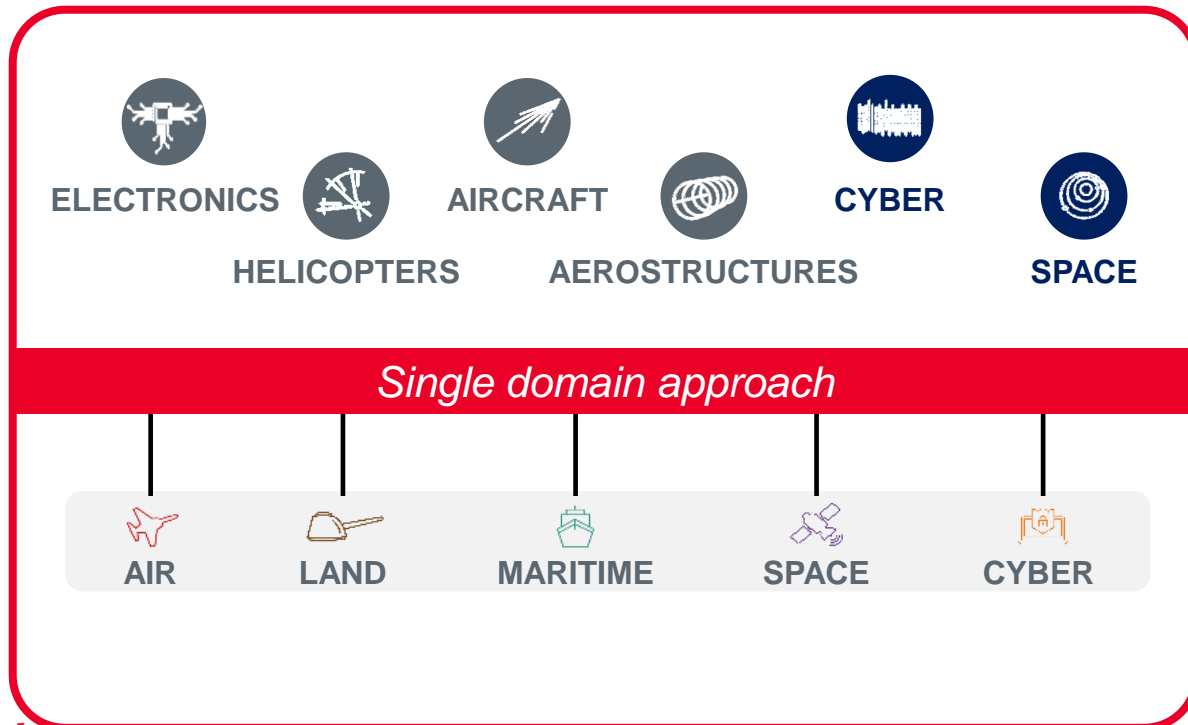 ELECTRONICS
AIRCRAFT
CYBER
HELICOPTERS
AEROSTRUCTURES
SPACE
Single domain approach
AIR
LAND
MARITIME
SPACE
CYBER